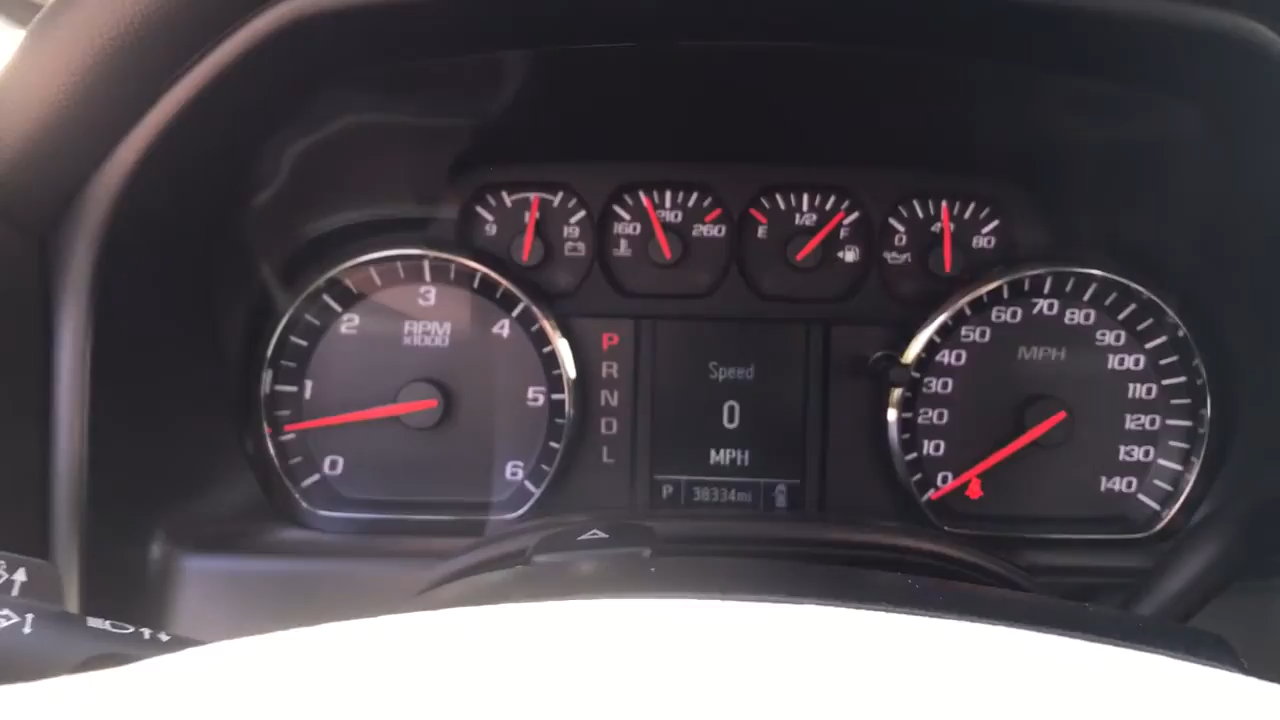 9 19
160 210 260
E 1/2 F
0 80
0 1 2 3 4 5 6
RPM
x1000
P
R
N
D
L
Speed
0
MPH
P 38334mi
MPH
0 10 20 30 40 50 60 70 80 90 100 110 120 130 140